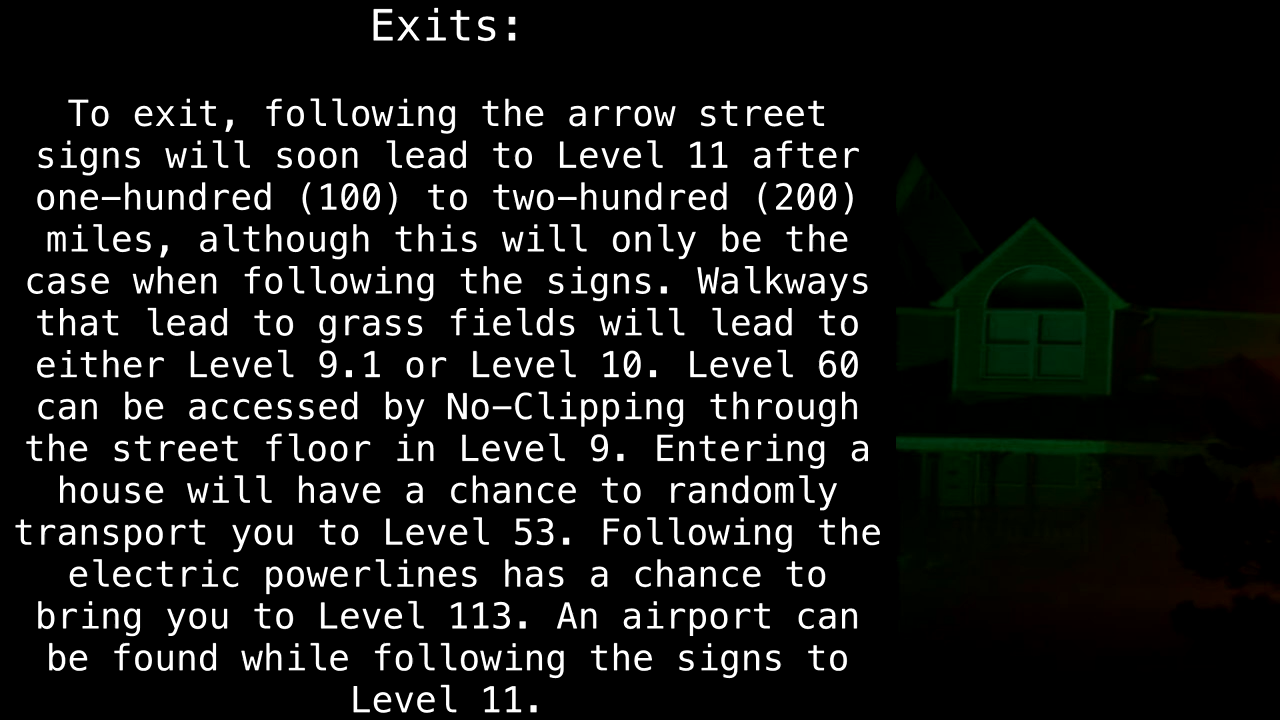 Exits:
To exit, following the arrow street
signs will soon lead to Level 11 after
one-hundred (100) to two-hundred (200)
miles, although this will only be the
case when following the signs. Walkways
that lead to grass fields will lead to
either Level 9.1 or Level 10. Level 60
can be accessed by No-Clipping through
the street floor in Level 9. Entering a
house will have a chance to randomly
transport you to Level 53. Following the
electric powerlines has a chance to
bring you to Level 113. An airport can
be found while following the signs to
Level 11.